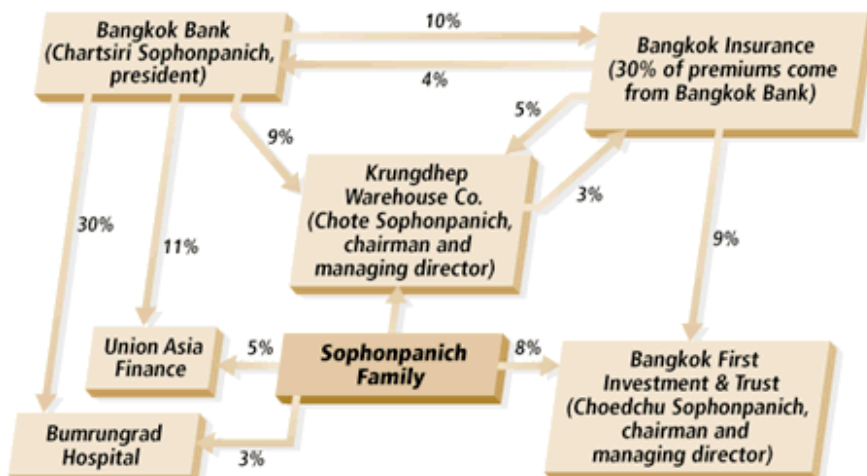 Bangkok Bank
(Chartsiri Sophonpanich,
president)
10%
4%
Bangkok Insurance
(30% of premiums come
from Bangkok Bank)
9%
5%
Krungdhep
Warehouse Co.
(Chote Sophonpanich,
chairman and
managing director)
3%
30%
11%
9%
Union Asia
Finance
5%
Sophonpanich
Family
8%
Bangkok First
Investment & Trust
(Choedchu Sophonpanich,
chairman and
managing director)
Bumrungrad
Hospital
3%